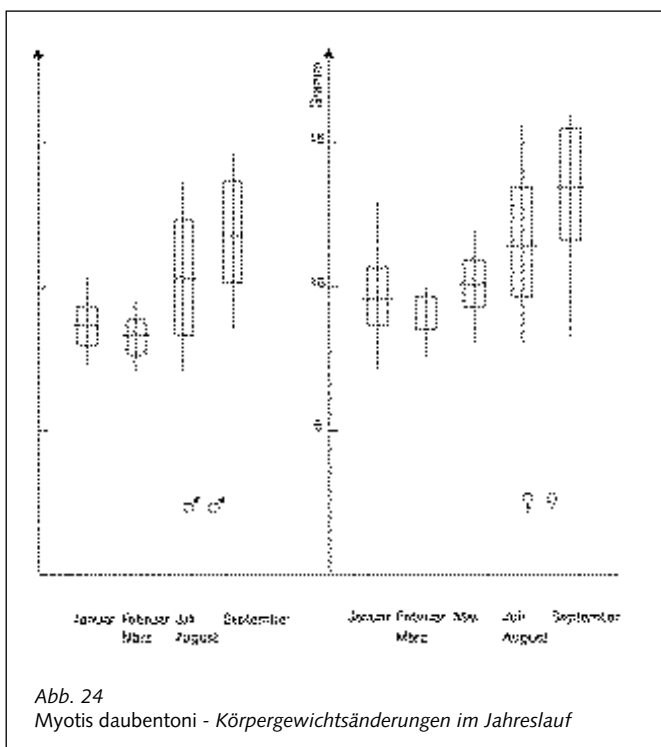 Gramm
15
10
5
♂ ♂
♀ ♀
Januar Februar Juli September Januar Februar Mai Juli September
März August März August
Abb. 24
Myotis daubentoni - Körpergewichtsänderungen im Jahreslauf